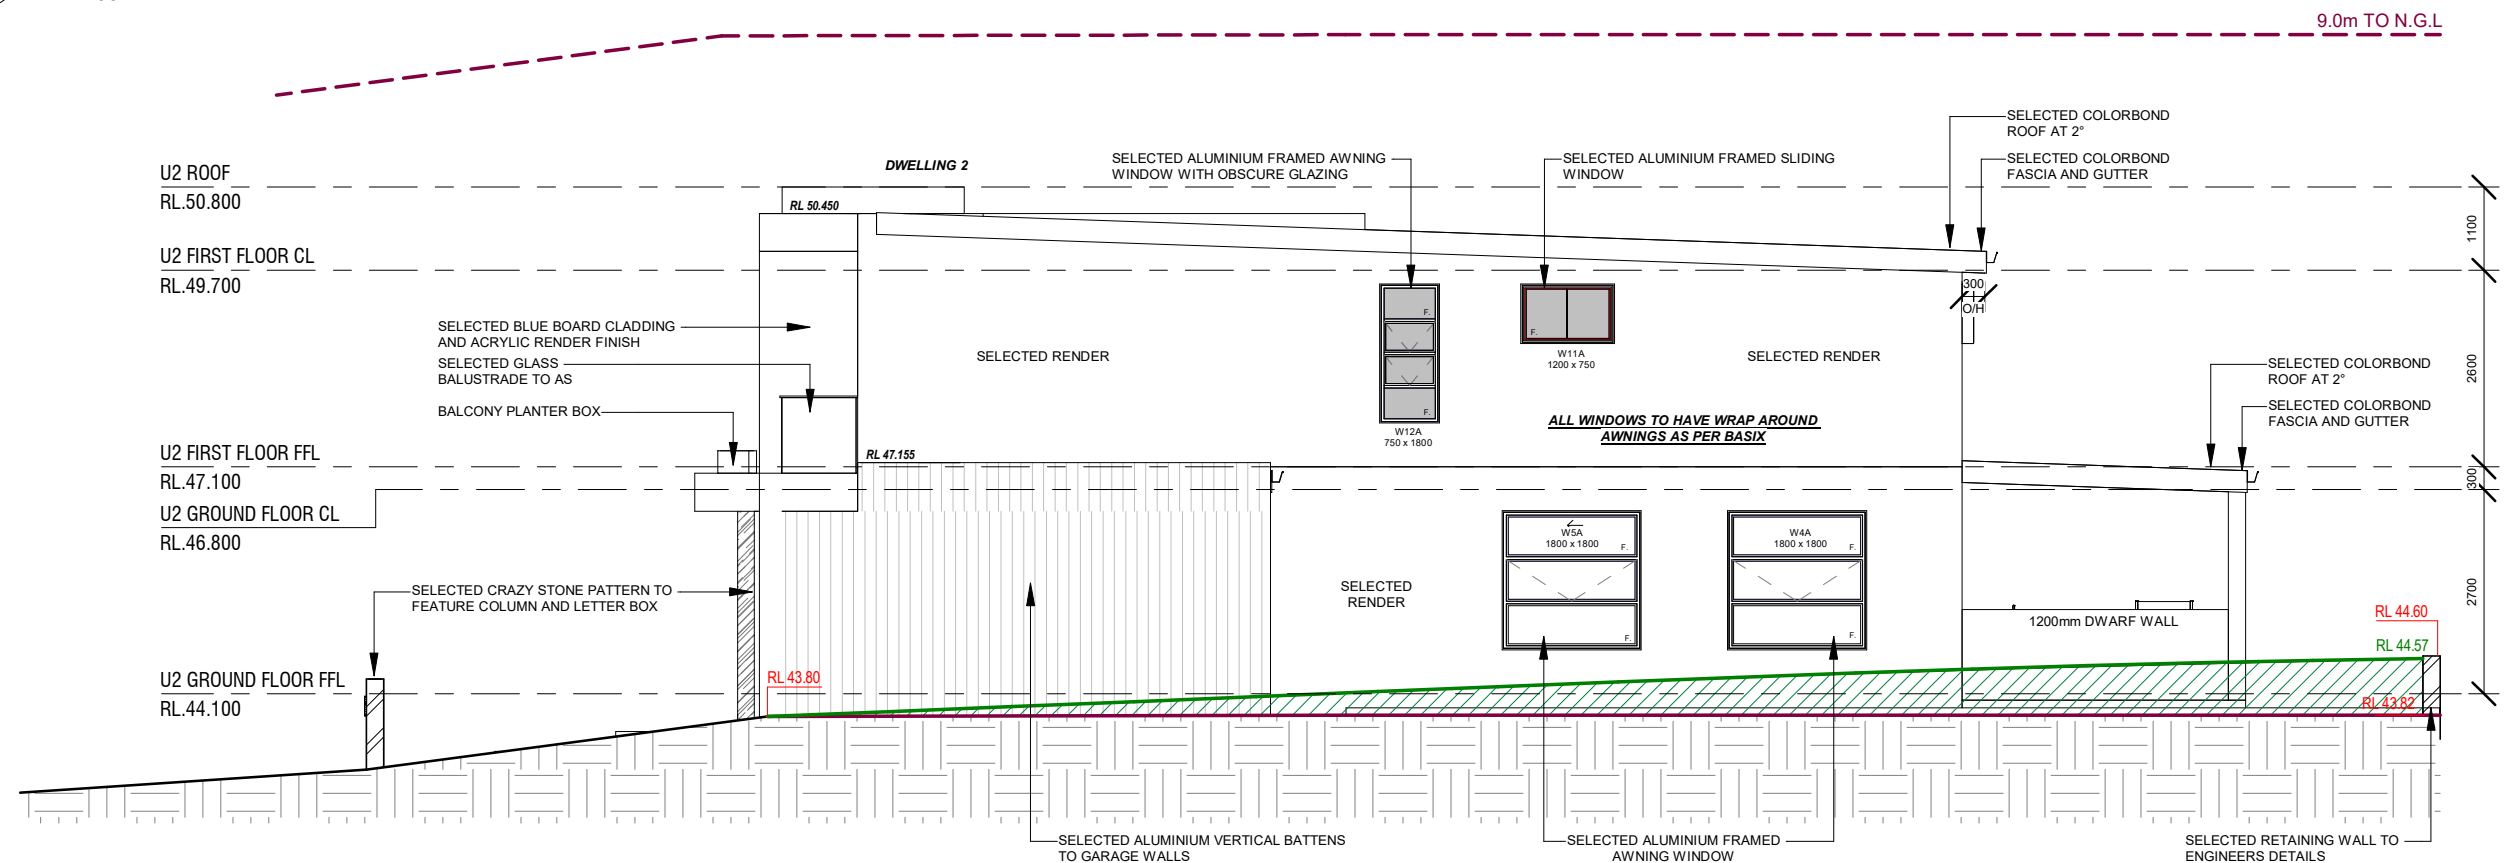 9.0m TO N.G.L
SELECTED COLORBOND
ROOF AT 2°
SELECTED COLORBOND
FASCIA AND GUTTER
DWELLING 2
SELECTED ALUMINIUM FRAMED AWNING
WINDOW WITH OBSCURE GLAZING
SELECTED ALUMINIUM FRAMED SLIDING
WINDOW
U2 ROOF
RL.50.800
RL 50.450
1100
U2 FIRST FLOOR CL
RL.49.700
300
O/H
F.
F.
SELECTED BLUE BOARD CLADDING
AND ACRYLIC RENDER FINISH
SELECTED RENDER
W11A
1200 x 750
SELECTED RENDER
SELECTED GLASS
BALUSTRADE TO AS
SELECTED COLORBOND
ROOF AT 2°
2600
BALCONY PLANTER BOX
F.
W12A
750 x 1800
ALL WINDOWS TO HAVE WRAP AROUND
AWNINGS AS PER BASIX
SELECTED COLORBOND
FASCIA AND GUTTER
U2 FIRST FLOOR FFL
RL.47.100
RL 47.155
300
U2 GROUND FLOOR CL
RL.46.800
W5A
1800 x 1800
F.
W4A
1800 x 1800
F.
SELECTED CRAZY STONE PATTERN TO
FEATURE COLUMN AND LETTER BOX
SELECTED
RENDER
2700
F.
F.
1200mm DWARF WALL
RL 44.60
RL 44.57
U2 GROUND FLOOR FFL
RL.44.100
RL 43.80
RL 43.82
SELECTED ALUMINIUM VERTICAL BATTENS
TO GARAGE WALLS
SELECTED ALUMINIUM FRAMED
AWNING WINDOW
SELECTED RETAINING WALL TO
ENGINEERS DETAILS